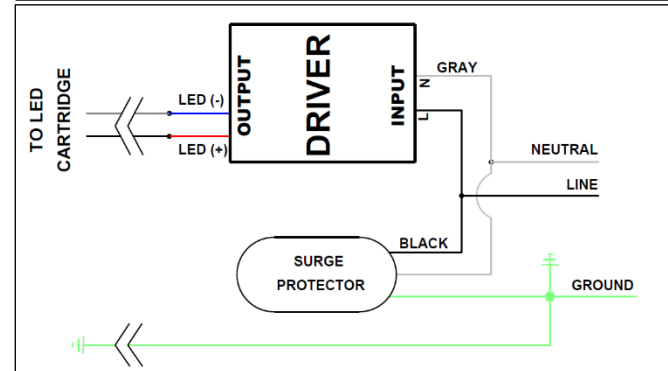 TO LED
CARTRIDGE
LED (-)
LED (+)
OUTPUT
DRIVER
INPUT
N
L
GRAY
NEUTRAL
LINE
BLACK
SURGE
PROTECTOR
GROUND